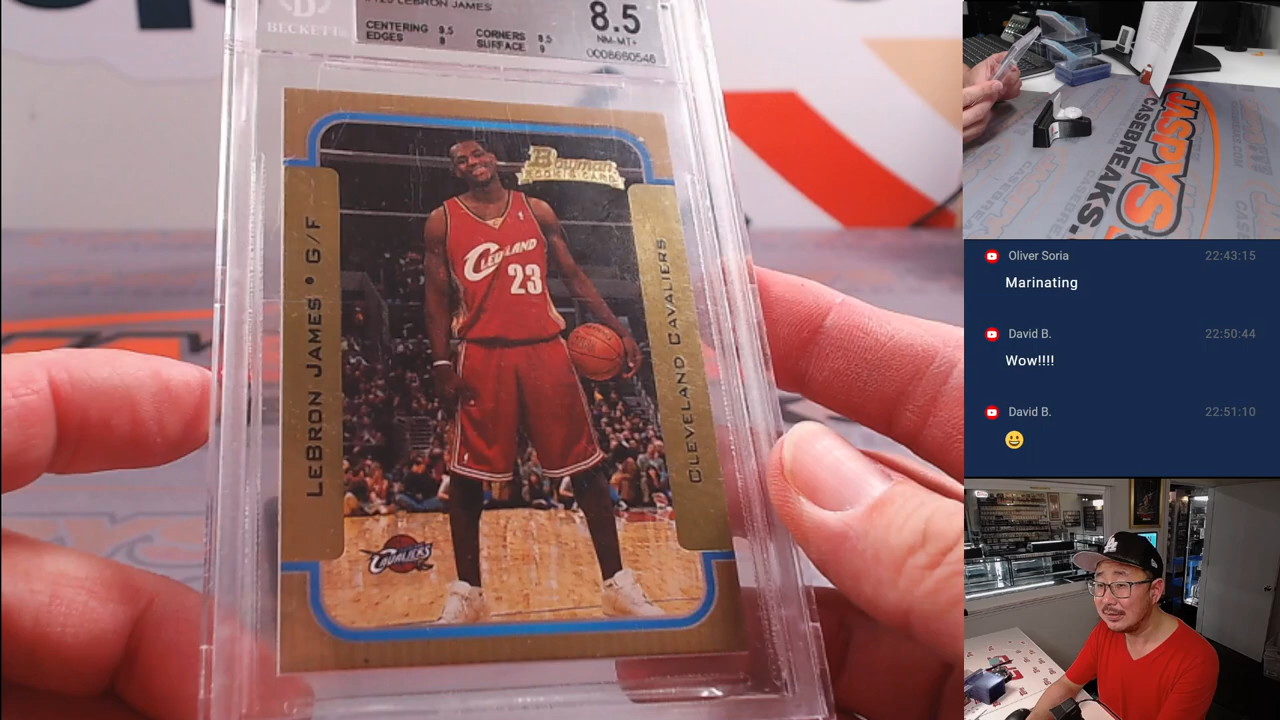 BECKETT
LEBRON JAMES
CENTERING 9.5 CORNERS 8.5
EDGES 8 SURFACE 9
8.5
NM-MT+
0008660546
Bowman
ROOKIE CARD
LEBRON JAMES • G/F
CLEVELAND
23
CLEVELAND CAVALIERS
CAVALIERS
JASPYS
CASEBREAKS.COM
Oliver Soria 22:43:15
Marinating
David B. 22:50:44
Wow!!!!
David B. 22:51:10
LA